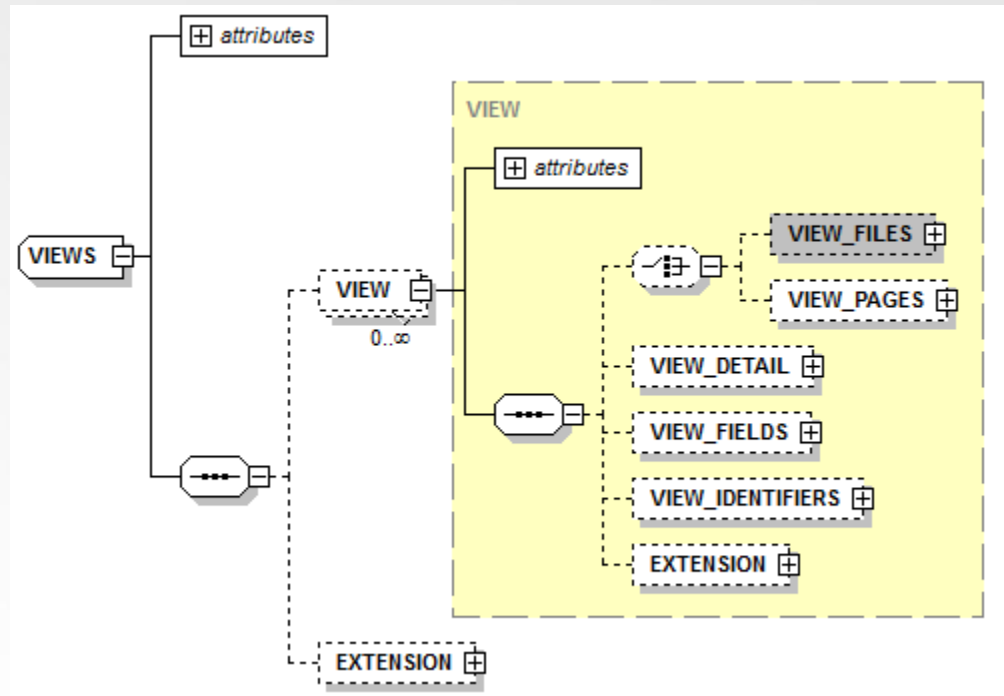 attributes
VIEW
attributes
VIEW_FILES
VIEWS
VIEW
VIEW_PAGES
0..∞
VIEW_DETAIL
VIEW_FIELDS
VIEW_IDENTIFIERS
EXTENSION
EXTENSION